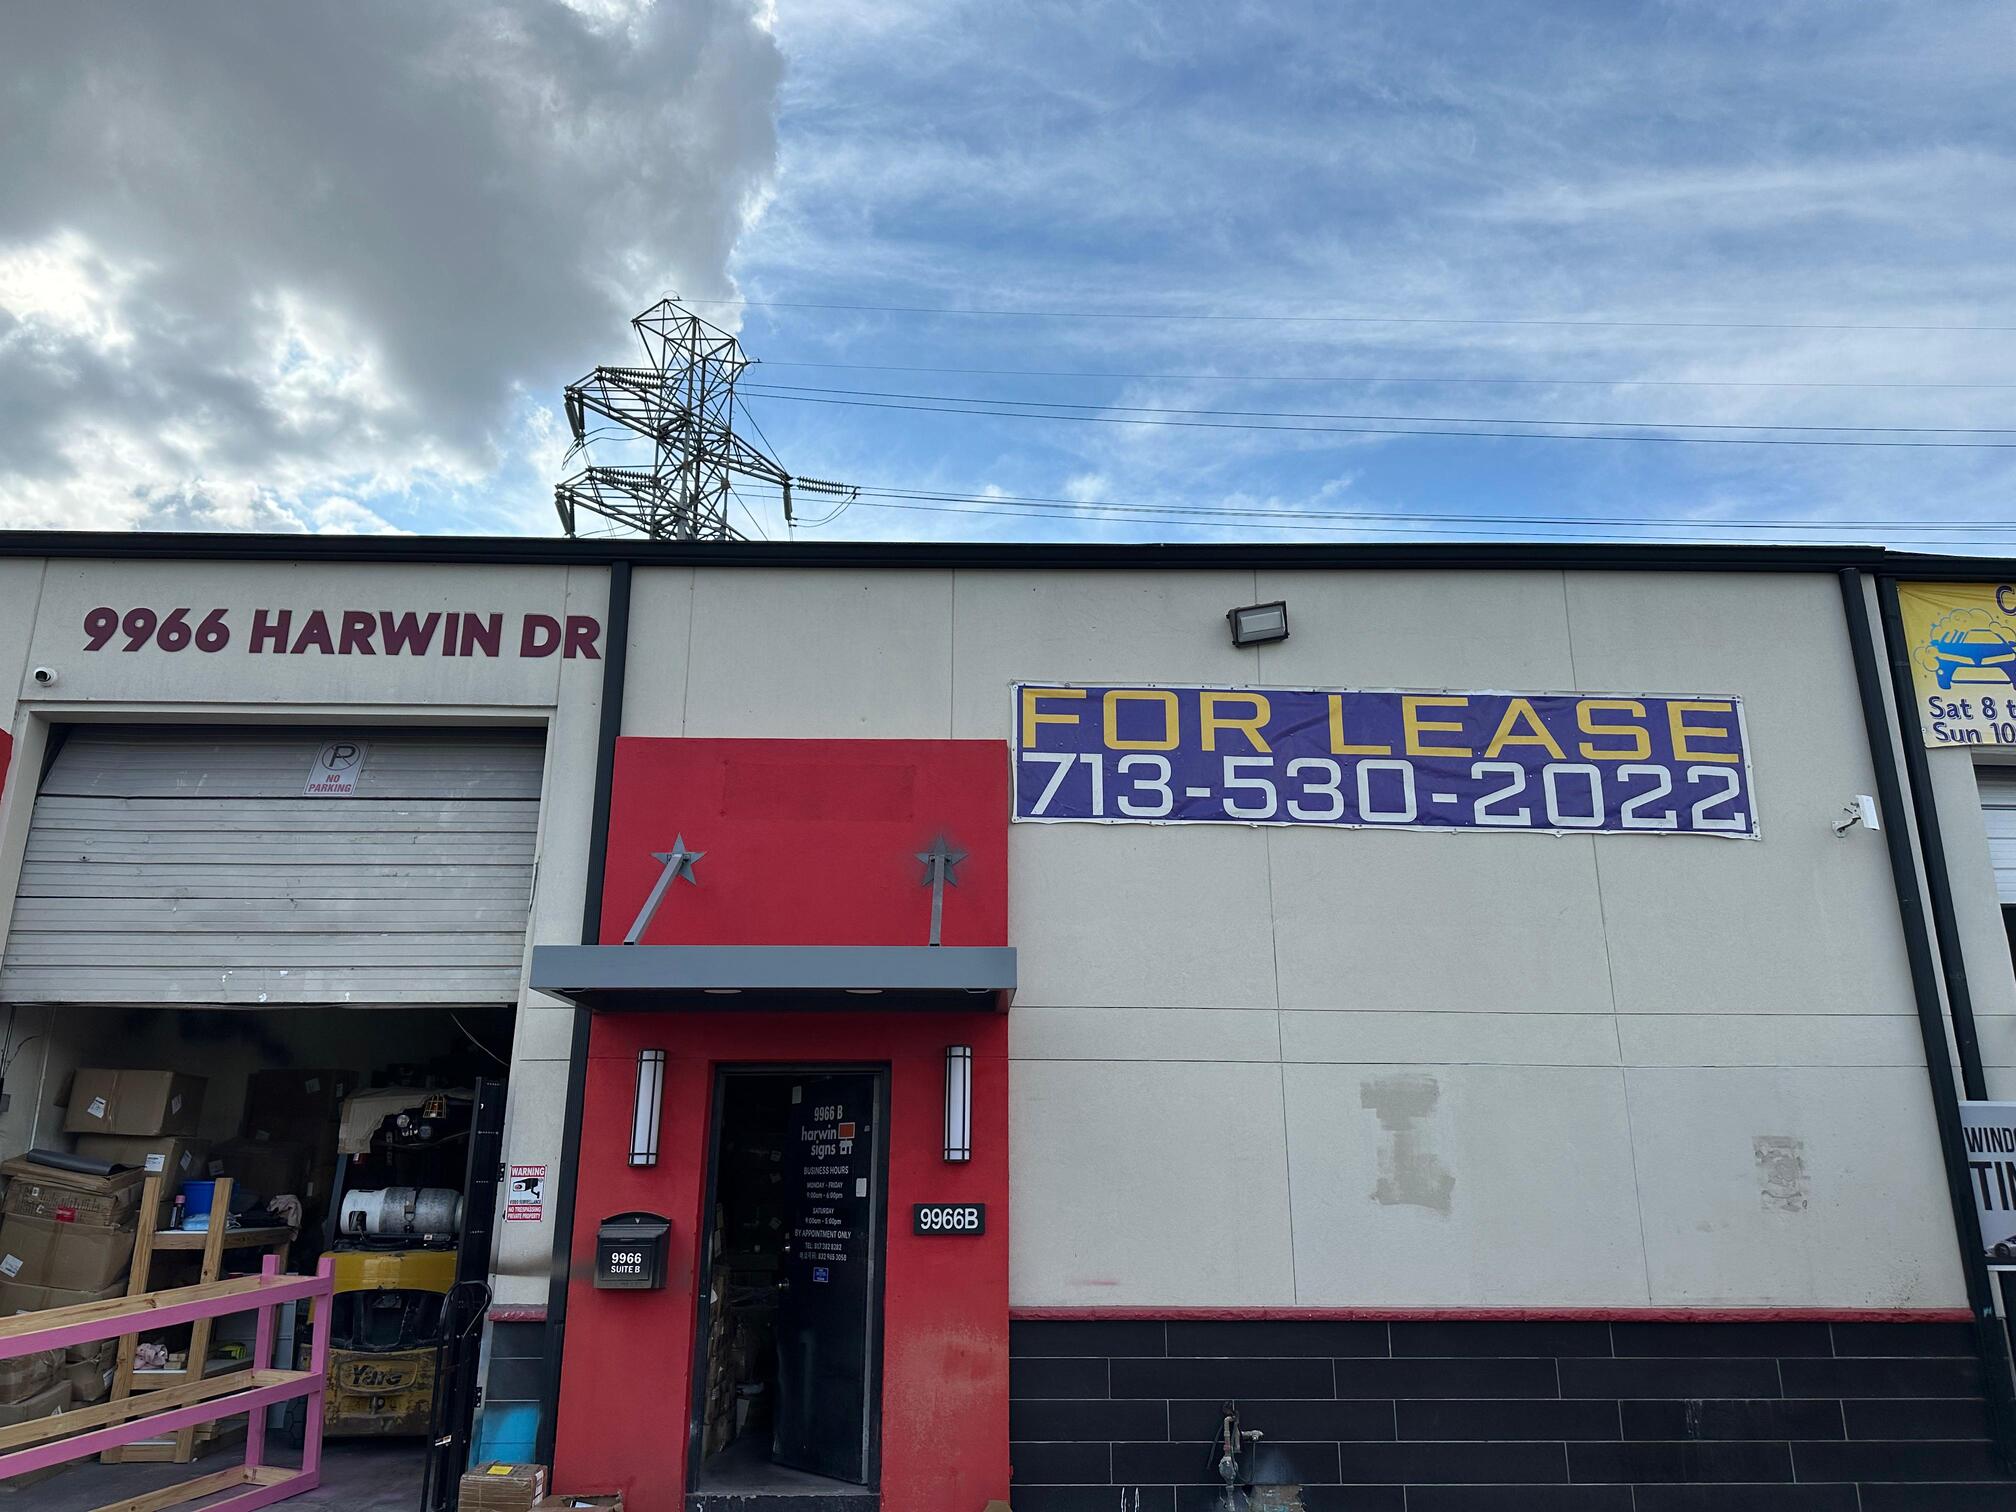 9966 HARWIN DR
FOR LEASE
713-530-2022
NO
PARKING
Sat 8
Sun 10
9966 B
harwin
signs
BUSINESS HOURS
MONDAY - FRIDAY
9:00am - 6:00pm
SATURDAY
9:00am - 5:00pm
BY APPOINTMENT ONLY
WARNING
VIDEO SURVEILLANCE
NO TRESPASSING
PRIVATE PROPERTY
9966B
9966
SUITE B
Yale